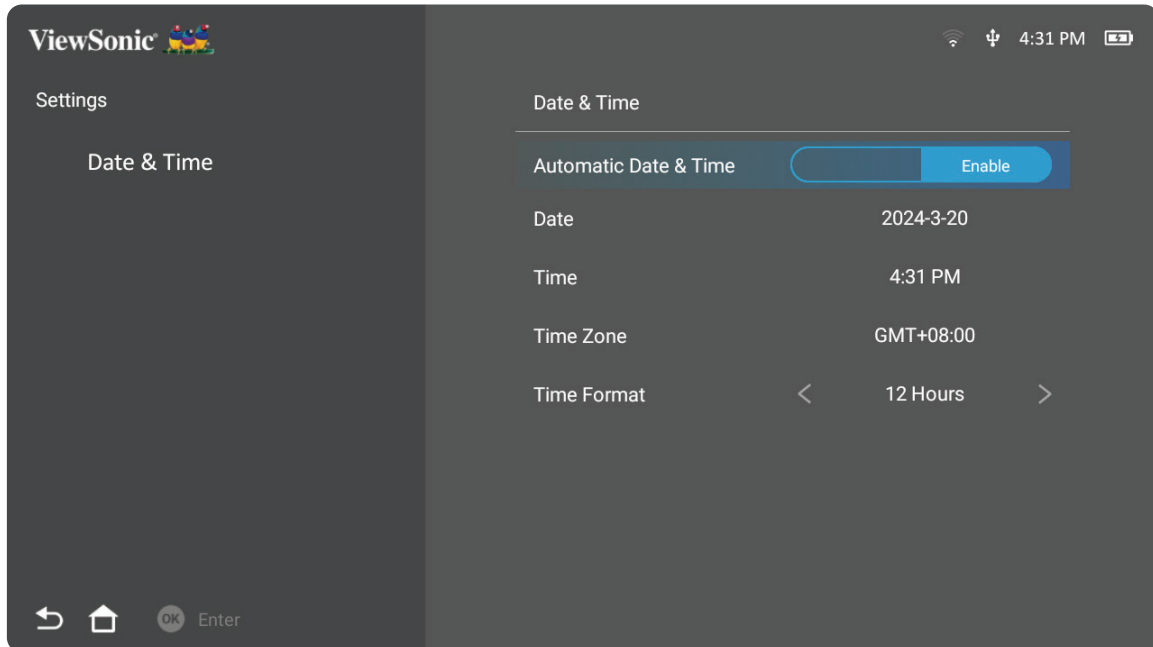 ViewSonic
4:31 PM
Settings
Date & Time
Date & Time
Automatic Date & Time
Enable
Date
2024-3-20
Time
4:31 PM
Time Zone
GMT+08:00
Time Format
<
12 Hours
>
OK
Enter